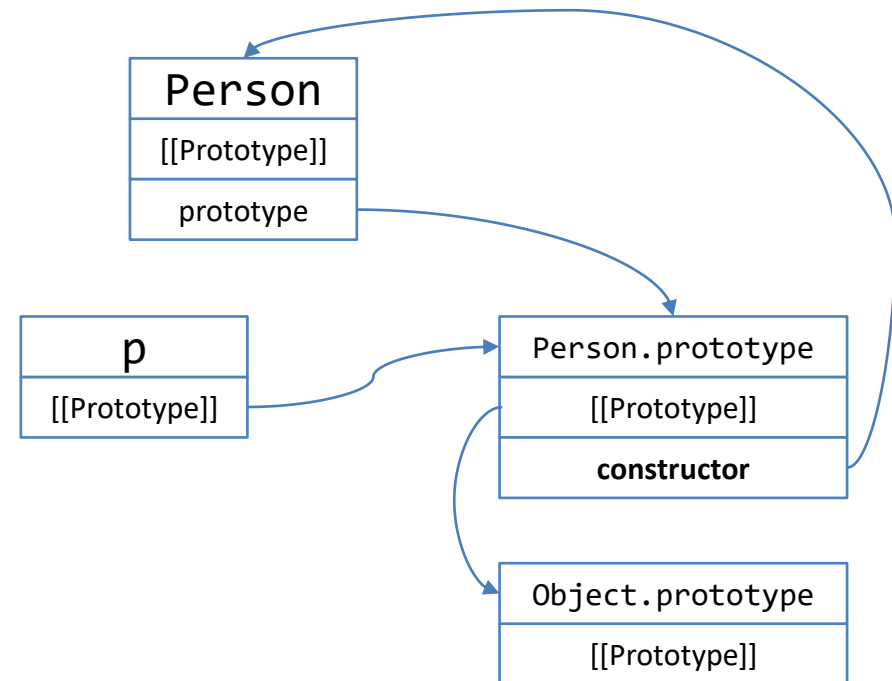 Person
[[Prototype]]
prototype
p
[[Prototype]]
Person.prototype
[[Prototype]]
constructor
Object.prototype
[[Prototype]]